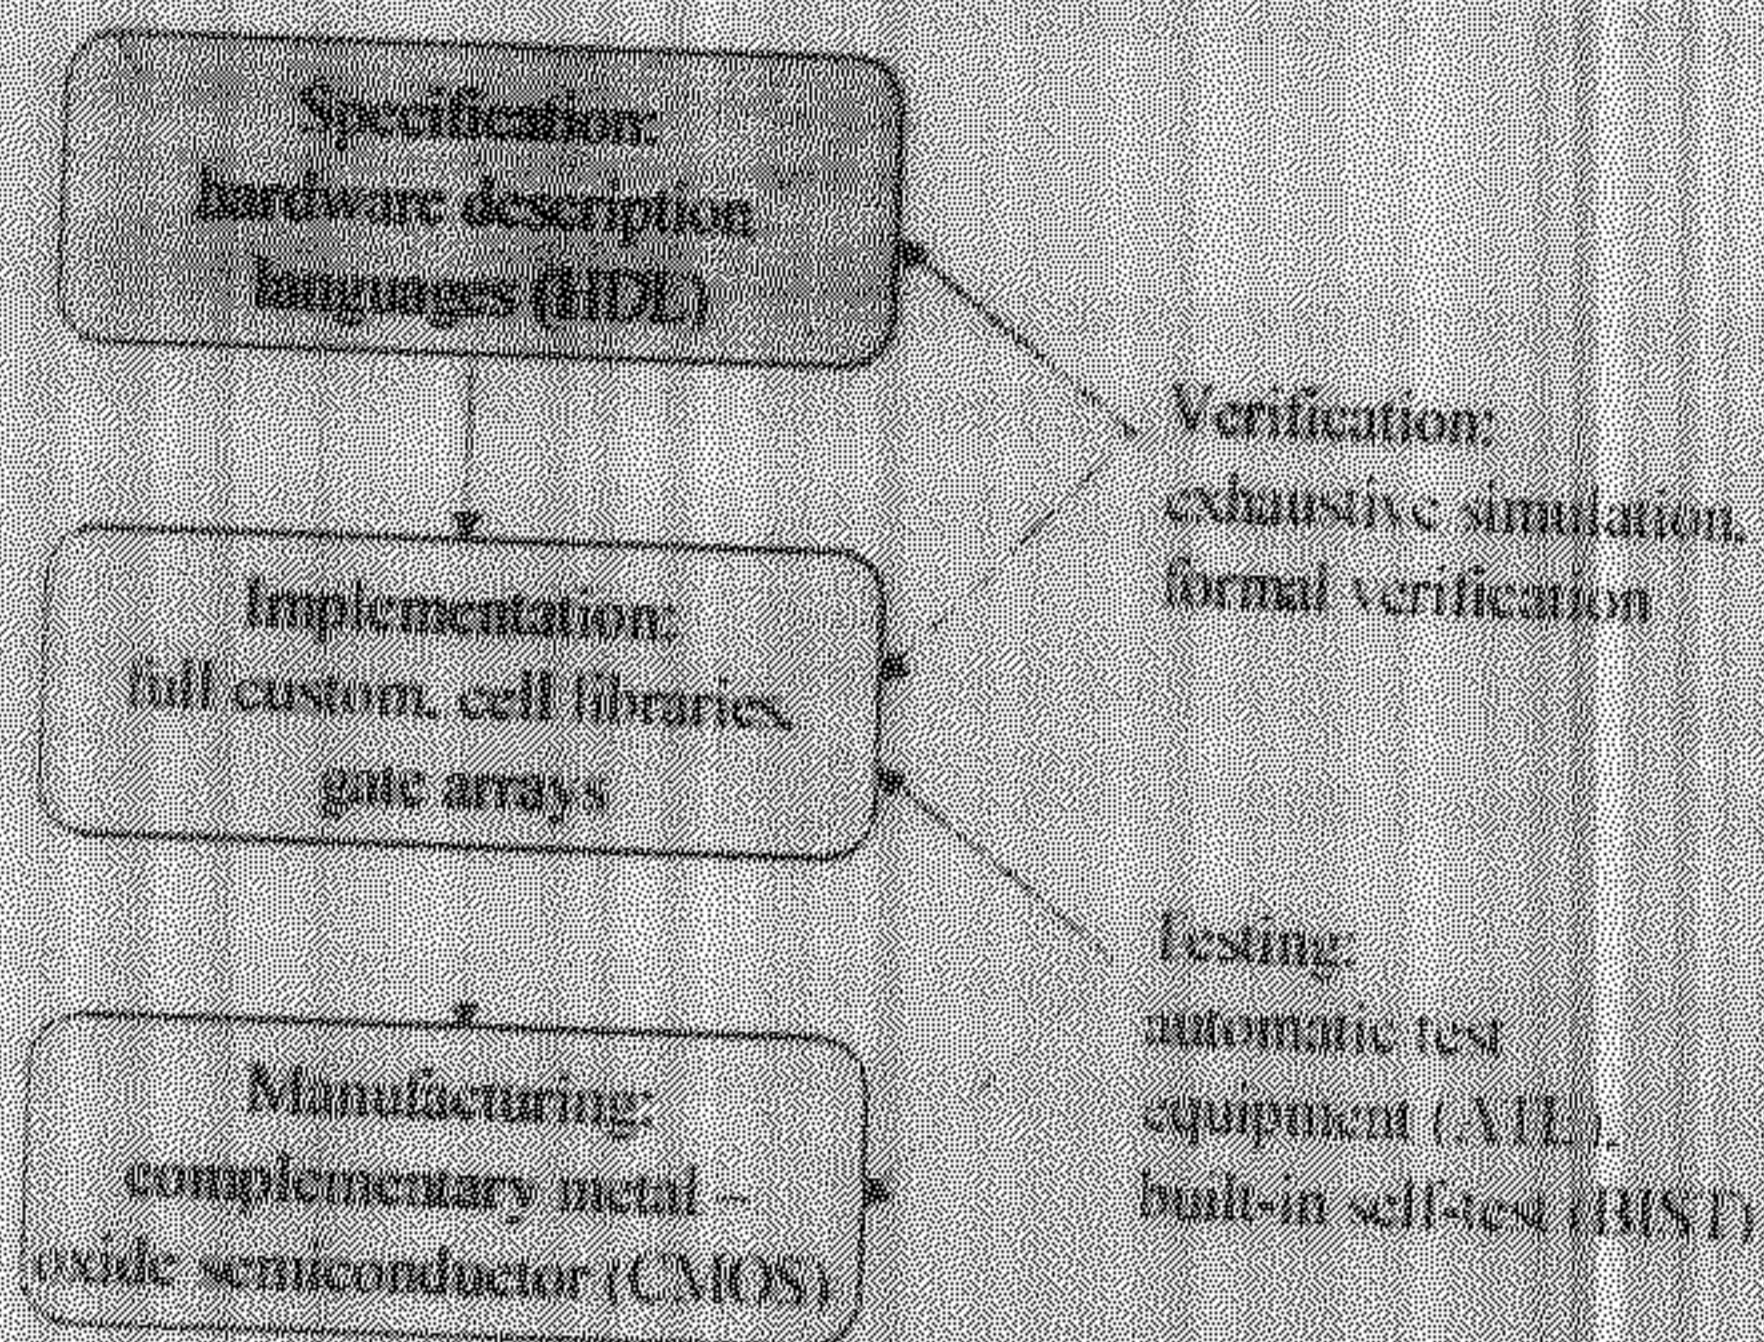 Specification:
hardware description
languages (HDL)
Verification:
exhaustive simulation,
formal verification
Implementation:
full custom, cell libraries,
gate arrays
Testing:
automatic test
equipment (ATE),
built-in self-test (BIST)
Manufacturing:
complementary metal –
oxide semiconductor (CMOS)